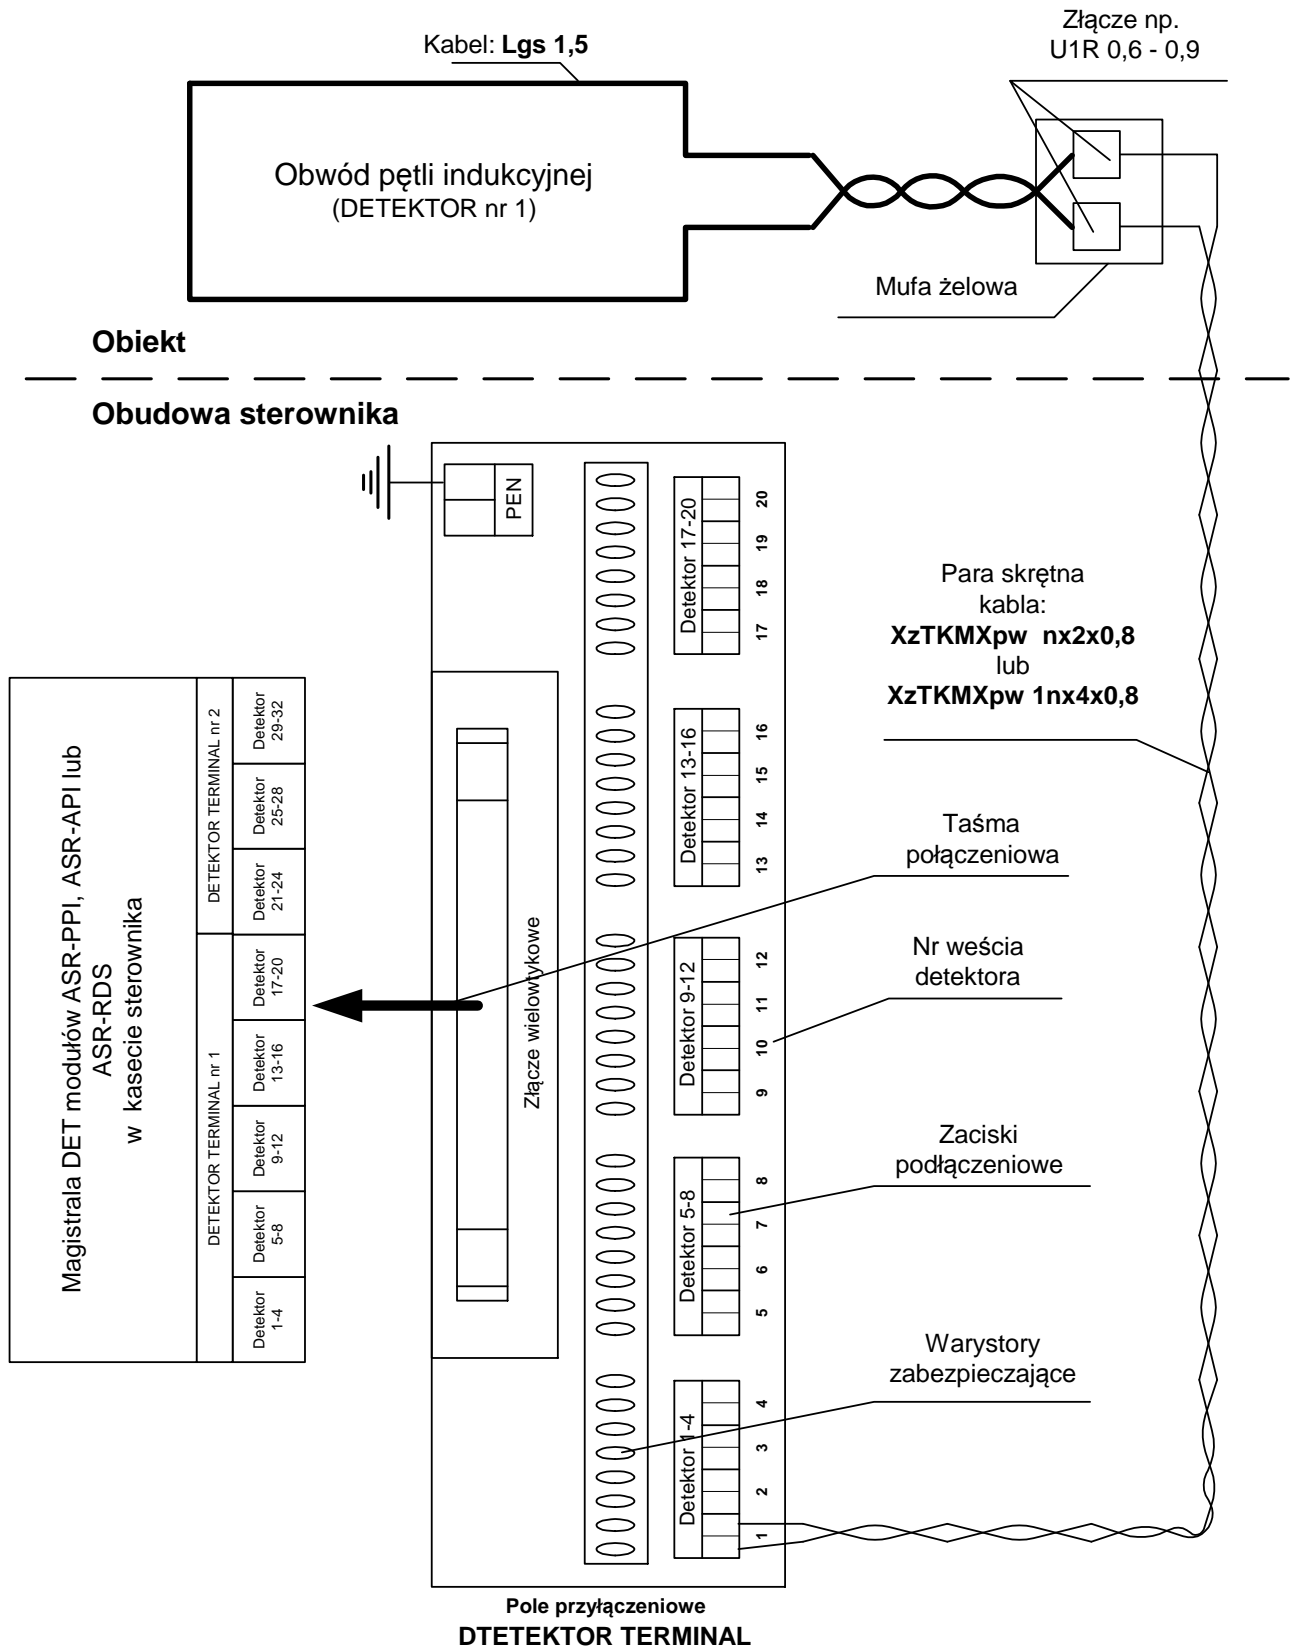 Kabel: Lgs 1,5
Złącze np.
U1R 0,6 - 0,9
Obwód pętli indukcyjnej
(DETEKTOR nr 1)
Mufa żelowa
Obiekt
Obudowa sterownika
PEN
Detektor 17-20
20
19
18
17
Para skrętna
kabla:
XzTKMXpw nx2x0,8
lub
XzTKMXpw 1nx4x0,8
Magistrala DET modułów ASR-PPI, ASR-API lub
ASR-RDS
w kasecie sterownika
DETEKTOR TERMINAL nr 2
DETEKTOR TERMINAL nr 1
Detektor
29-32
Detektor
25-28
Detektor
21-24
Detektor
17-20
Detektor
13-16
Detektor
9-12
Detektor
5-8
Detektor
1-4
Złącze wielowtykowe
Detektor 13-16
16
15
14
13
Taśma
połączeniowa
Detektor 9-12
12
11
10
9
Nr weścia
detektora
Detektor 5-8
8
7
6
5
Zaciski
podłączeniowe
Warystory
zabezpieczające
Detektor 1-4
4
3
2
1
Pole przyłączeniowe
DTETEKTOR TERMINAL